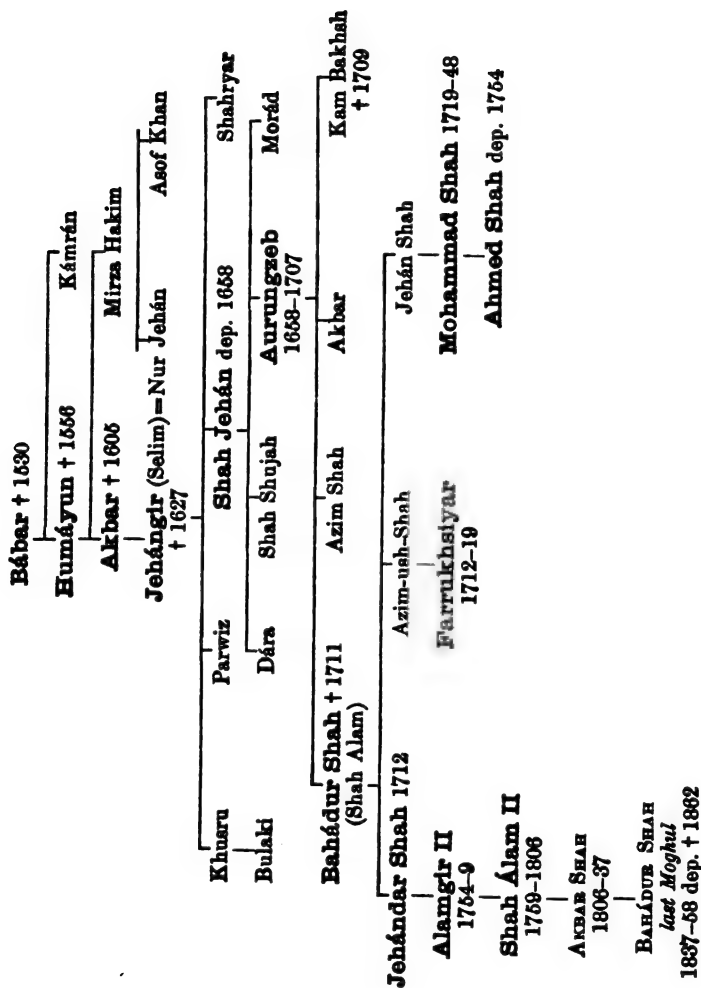 Bábar † 1530
Humáyun † 1556 Kámrán
Akbar † 1605 Mirza Hakim
Jehángir (Selim) = Nur Jehán Asof Khan
† 1627
Khusru Parwiz Shah Jehán dep. 1658 Shahryar
Bulaki Dára Shah Shujah Aurungzeb Morád
1658–1707
Bahádur Shah † 1711 Azim Shah Akbar Kam Bakhsh
(Shah Alam) † 1709
Jehándar Shah 1712 Azim-ush-Shah Jehán Shah
Alamgir II Farrukhsiyar Mohammad Shah 1719–48
1754–9 1712–19
Shah Álam II Ahmed Shah dep. 1754
1759–1806
AKBAR SHAH
1806–37
BAHÁDUR SHAH
last Moghul
1837–58 dep. † 1862